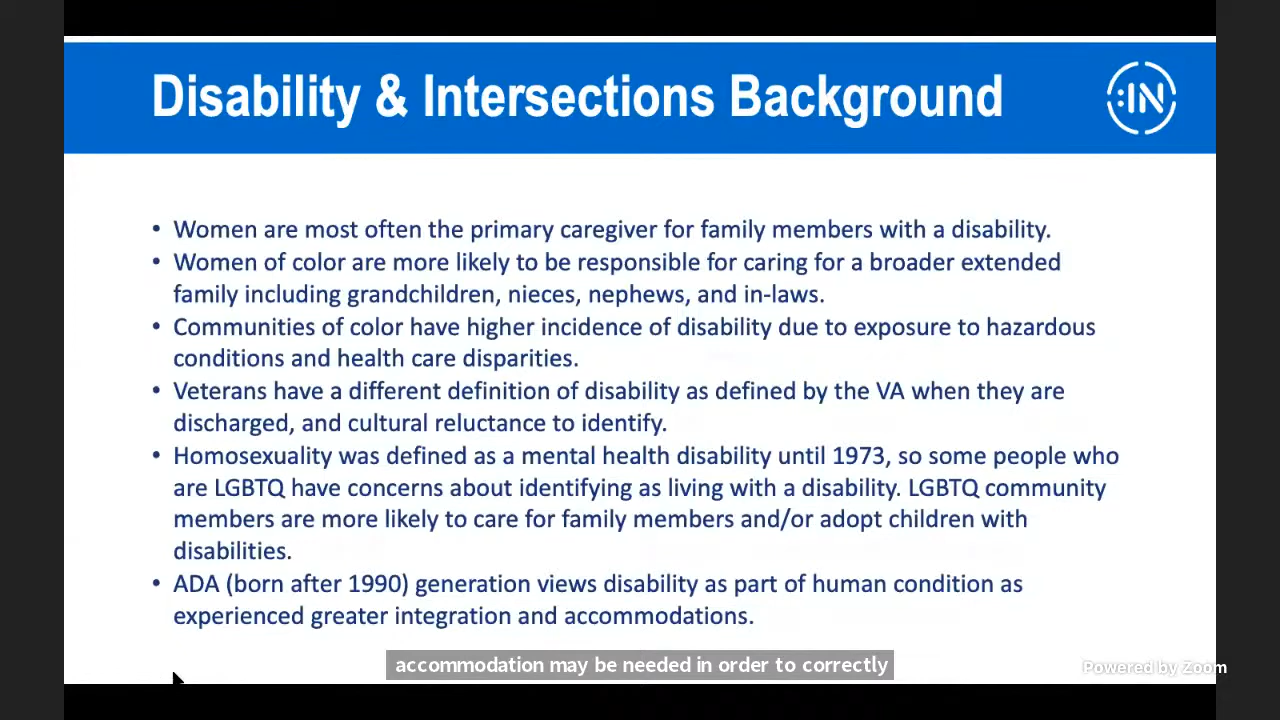 Disability & Intersections Background
:IN
• Women are most often the primary caregiver for family members with a disability.
• Women of color are more likely to be responsible for caring for a broader extended
family including grandchildren, nieces, nephews, and in-laws.
• Communities of color have higher incidence of disability due to exposure to hazardous
conditions and health care disparities.
• Veterans have a different definition of disability as defined by the VA when they are
discharged, and cultural reluctance to identify.
• Homosexuality was defined as a mental health disability until 1973, so some people who
are LGBTQ have concerns about identifying as living with a disability. LGBTQ community
members are more likely to care for family members and/or adopt children with
disabilities.
• ADA (born after 1990) generation views disability as part of human condition as
experienced greater integration and accommodations.
accommodation may be needed in order to correctly
Powered by Zoom